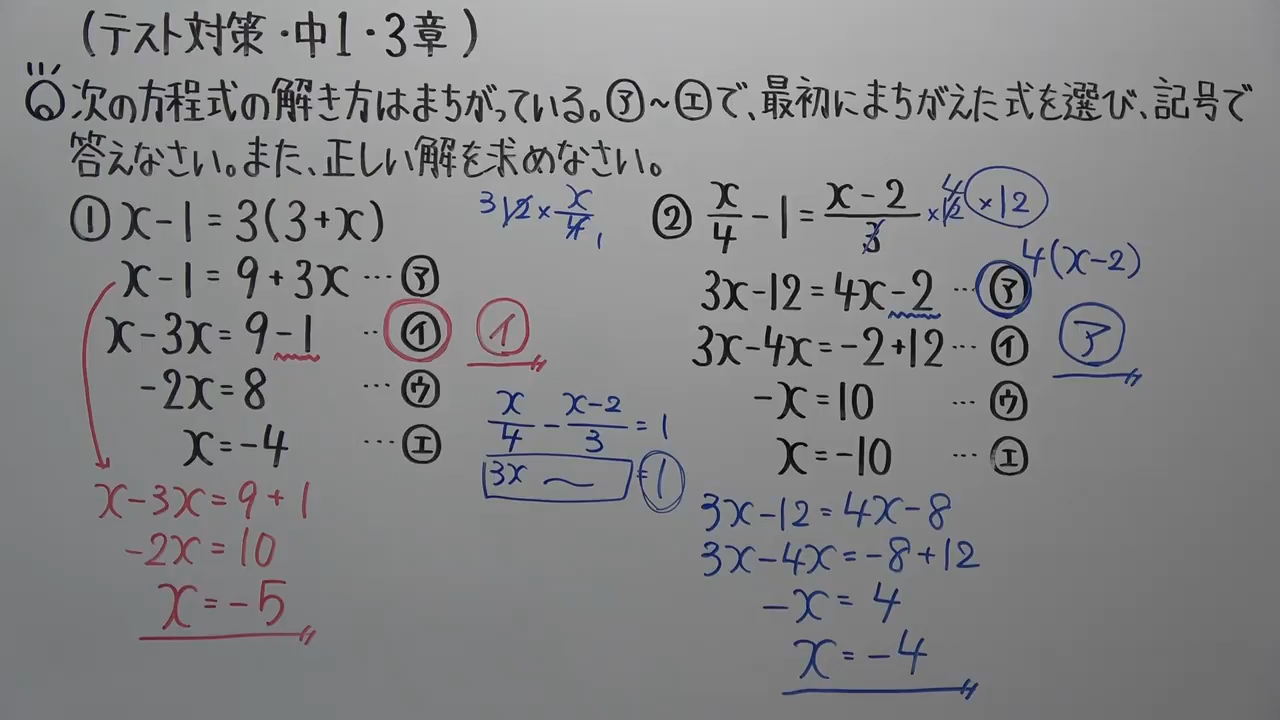 (テスト対策・中1・3章)
Q 次の方程式の解き方はまちがっている。㋐~㋓で、最初にまちがえた式を選び、記号で
答えなさい。また、正しい解を求めなさい。
① x-1=3(3+x)
x-1=9+3x … ㋐
x-3x=9-1 … ㋑
-2x=8 … ㋒
x=-4 … ㋓
イ
x-3x=9+1
-2x=10
x=-5
3 12 × x/4 1
x/4 - x-2/3 = 1
3x ~ = 1
② x/4 -1= x-2/3 ×12 4 ×12
4(x-2)
3x-12=4x-2 … ㋐
3x-4x=-2+12 … ㋑
-x=10 … ㋒
x=-10 … ㋓
ア
3x-12=4x-8
3x-4x=-8+12
-x=4
x=-4